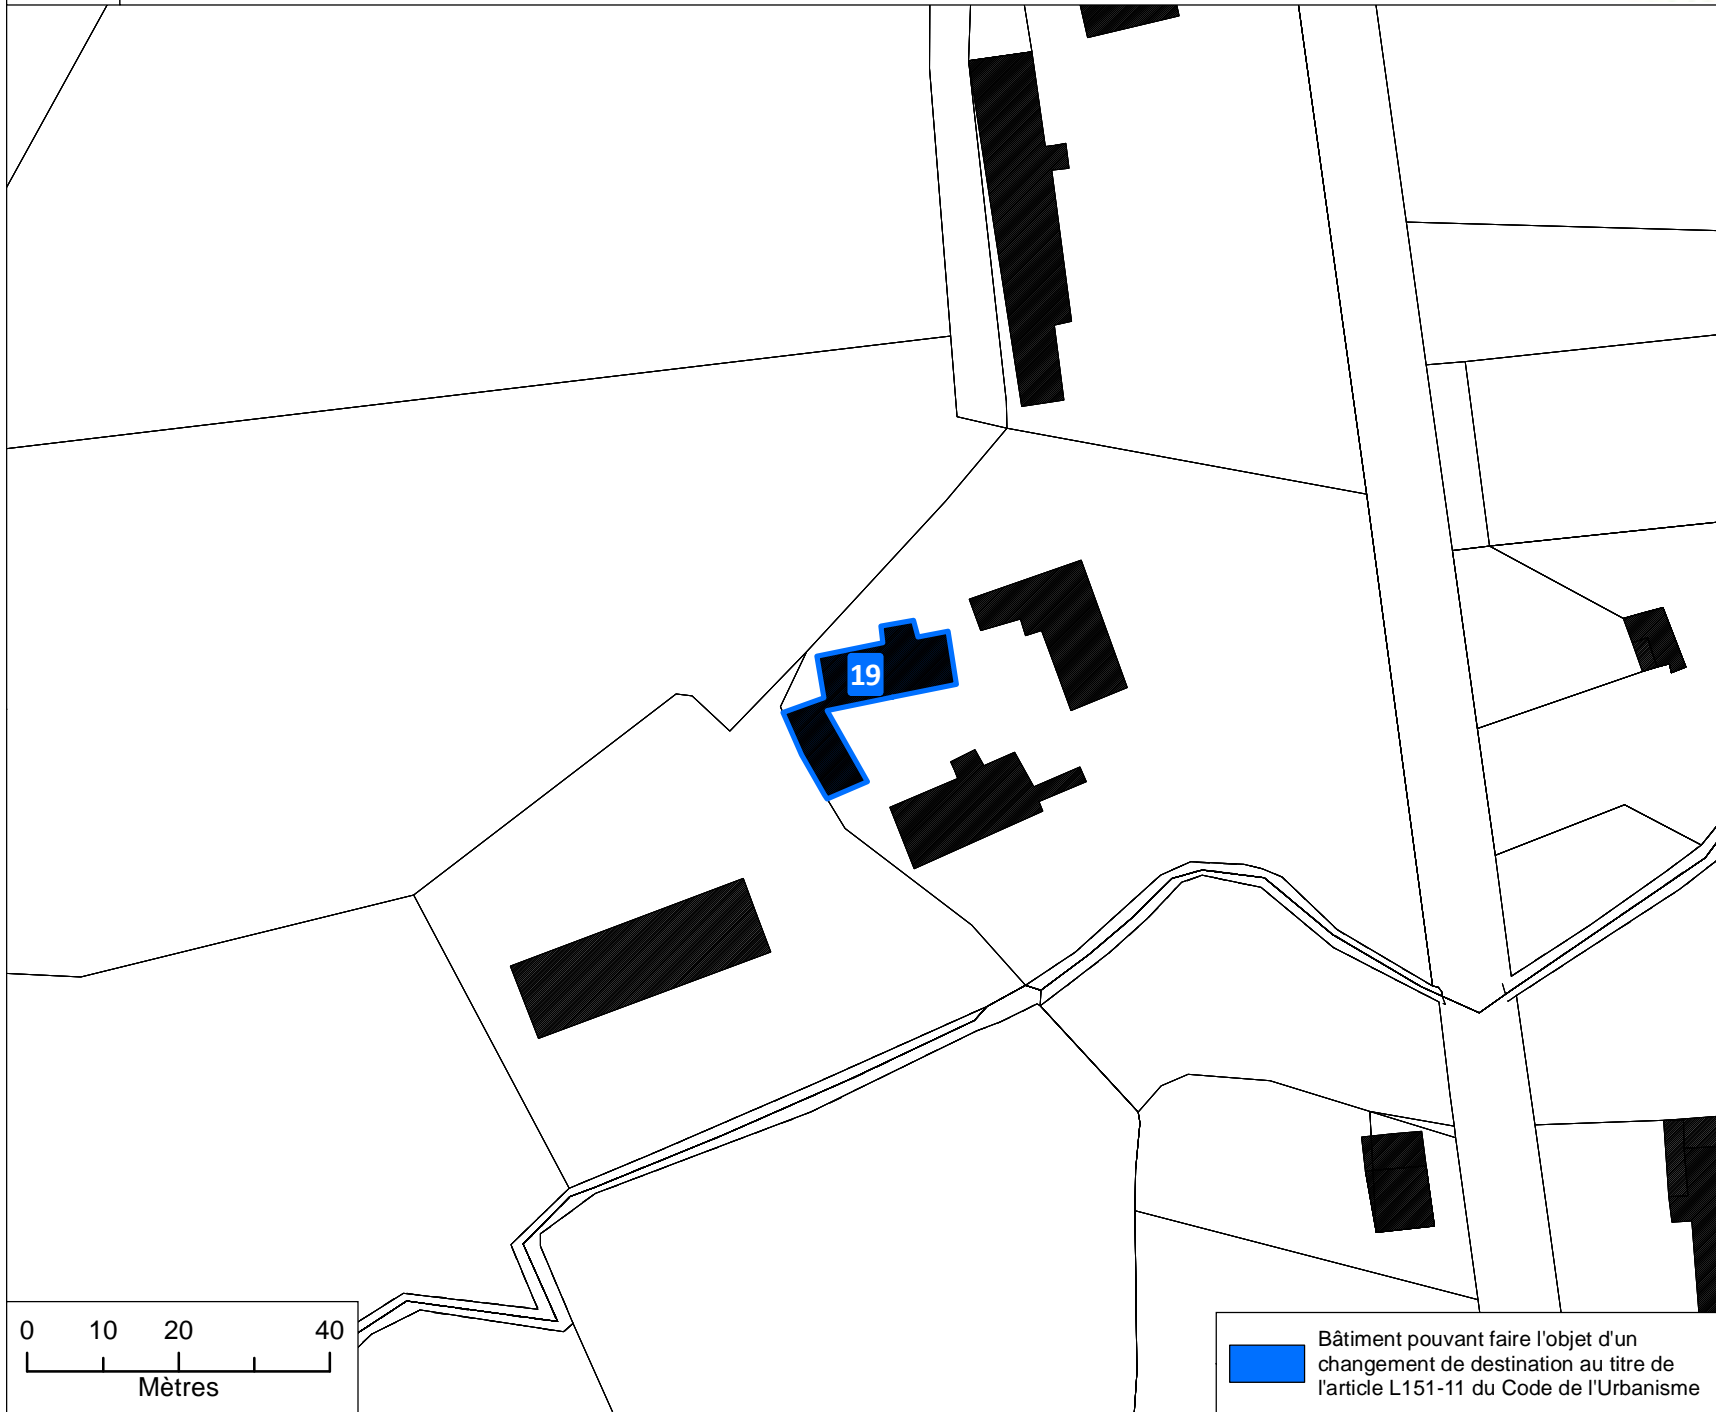 19
0 10 20 40
Mètres
Bâtiment pouvant faire l'objet d'un
changement de destination au titre de
l'article L151-11 du Code de l'Urbanisme